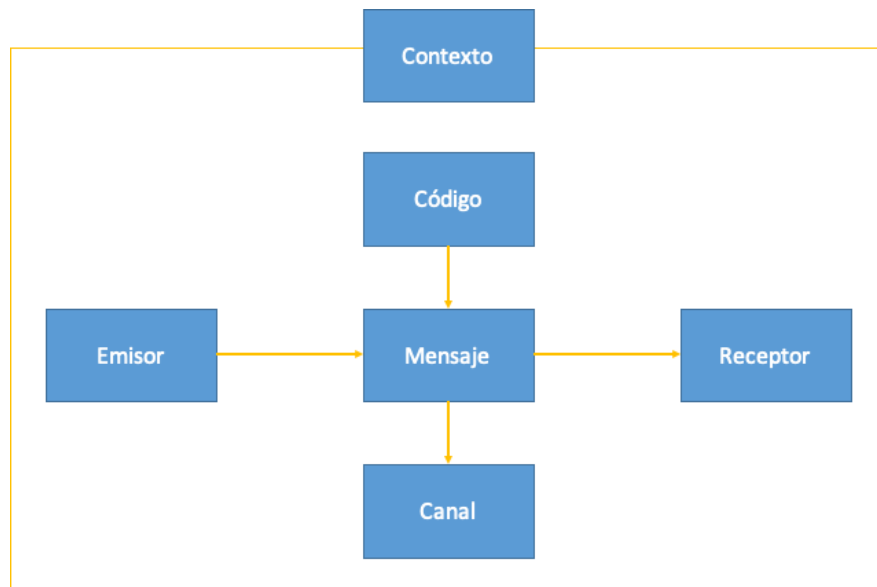 Contexto
Código
Emisor
Mensaje
Receptor
Canal